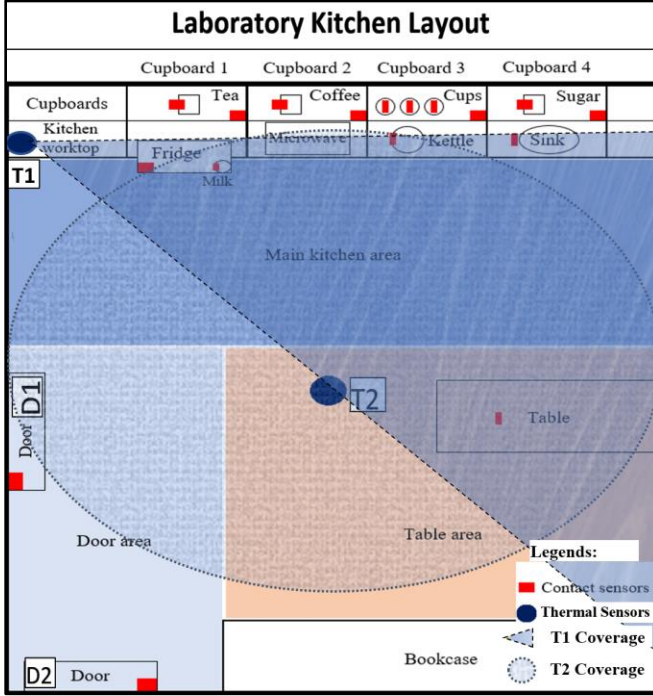 Laboratory Kitchen Layout
Cupboard 1 Cupboard 2 Cupboard 3 Cupboard 4
Cupboards Tea Coffee Cups Sugar
Kitchen
worktop Fridge Microwave Kettle Sink
Milk
T1
Main kitchen area
D1
Door
T2
Table
Door area
Table area
Legends:
Contact sensors
Thermal Sensors
T1 Coverage
T2 Coverage
D2 Door
Bookcase